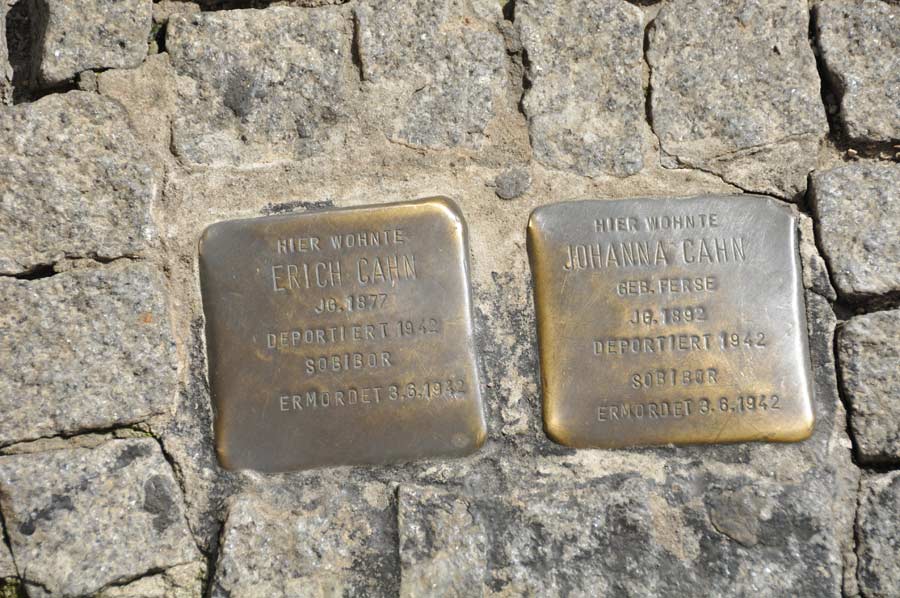 HIER WOHNTE
ERICH CAHN
JG. 1877
DEPORTIERT 1942
SOBIBOR
ERMORDET 3.6.1942
HIER WOHNTE
JOHANNA CAHN
GEB. FERSE
JG. 1892
DEPORTIERT 1942
SOBIBOR
ERMORDET 3.6.1942